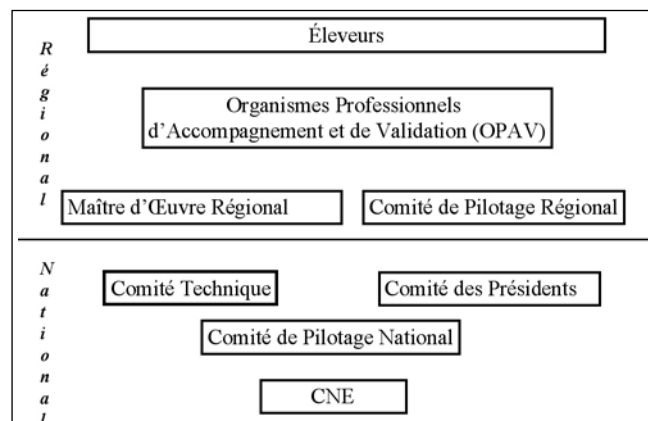 Régional
Éleveurs
Organismes Professionnels
d'Accompagnement et de Validation (OPAV)
Maître d'Œuvre Régional
Comité de Pilotage Régional
National
Comité Technique
Comité des Présidents
Comité de Pilotage National
CNE